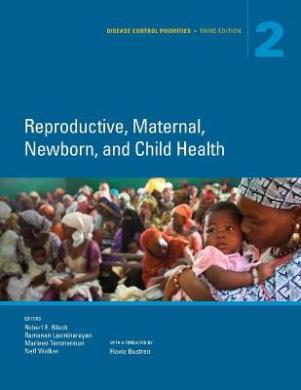 DISEASE CONTROL PRIORITIES • THIRD EDITION
2
Reproductive, Maternal,
Newborn, and Child Health
EDITORS
Robert E. Black
Ramanan Laxminarayan
Marleen Temmerman
Neff Walker
WITH A FOREWORD BY
Flavia Bustreo